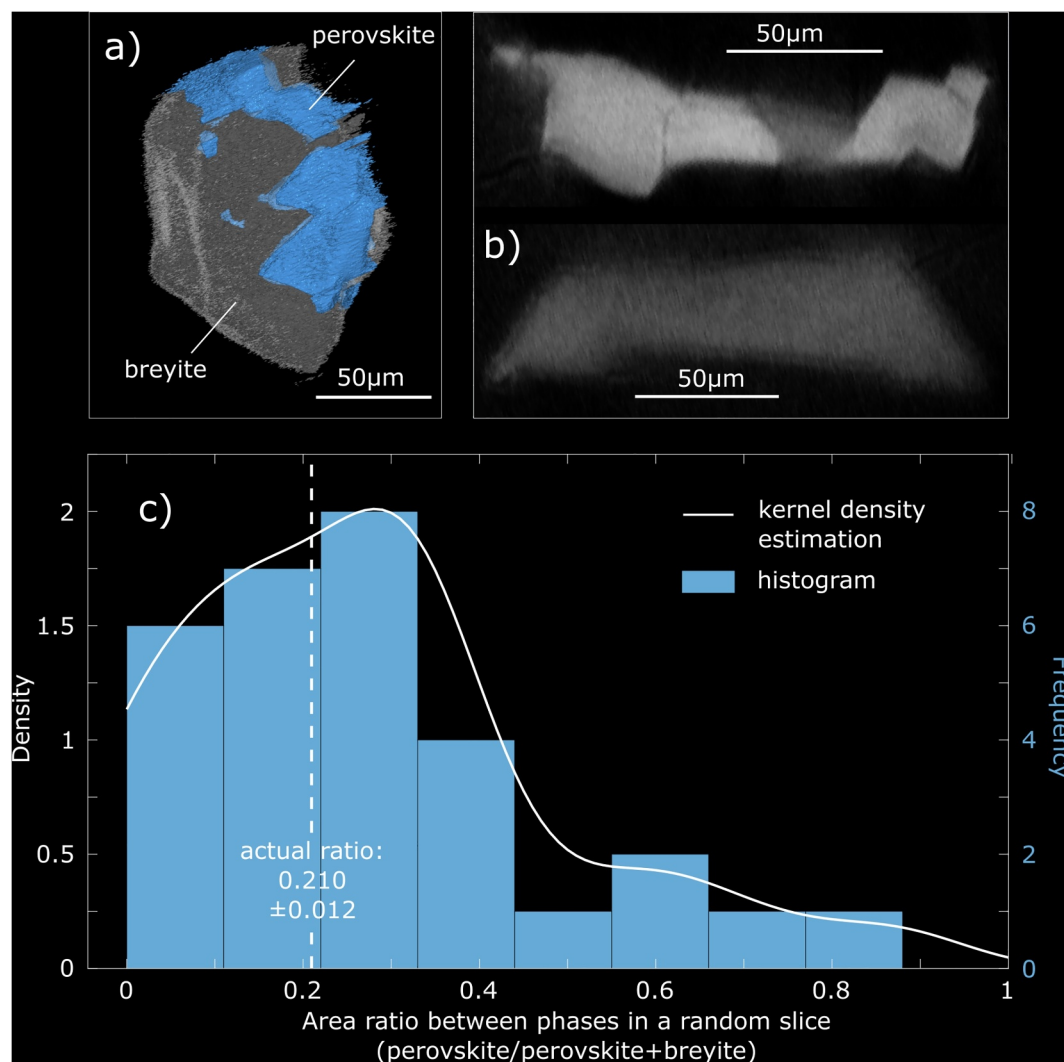 a)
perovskite
breyite
50μm
50μm
b)
50μm
c)
kernel density
estimation
histogram
Density
2
1.5
1
0.5
0
Frequency
8
6
4
2
0
actual ratio:
0.210
±0.012
0
0.2
0.4
0.6
0.8
1
Area ratio between phases in a random slice
(perovskite/perovskite+breyite)